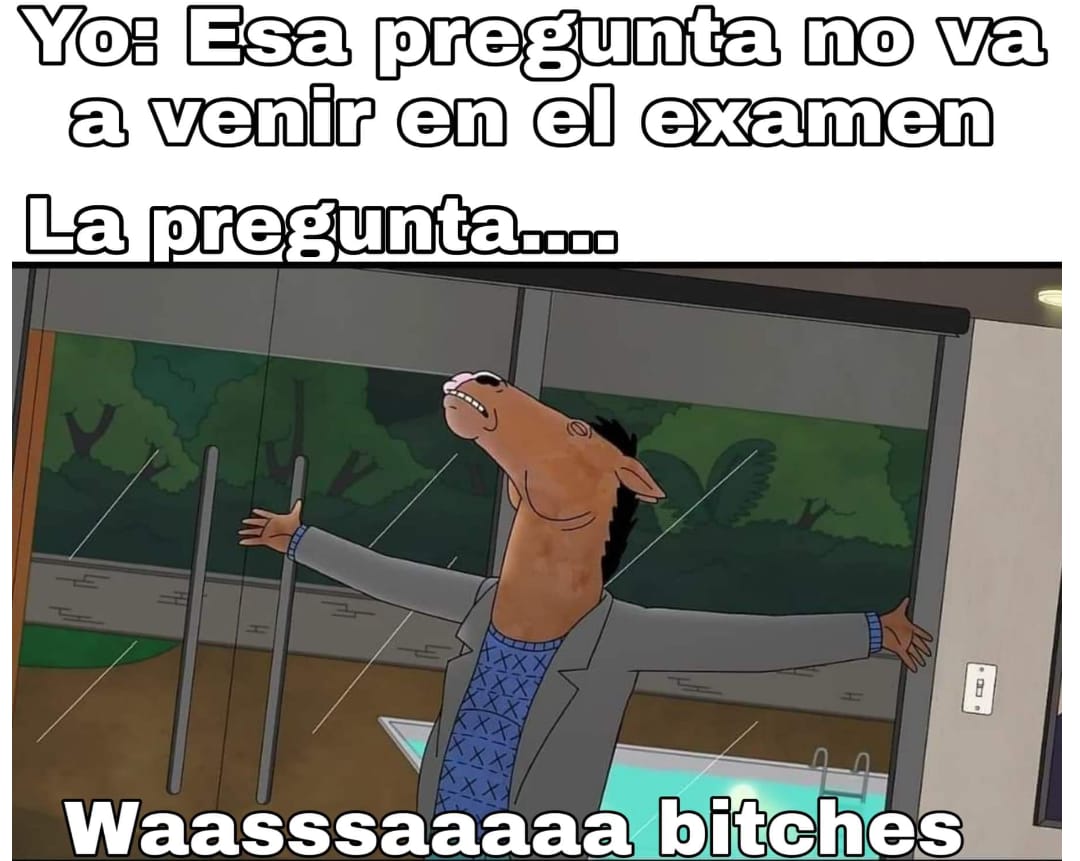 Yo: Esa pregunta no va
a venir en el examen
La pregunta....
Waasssaaaaa bitches